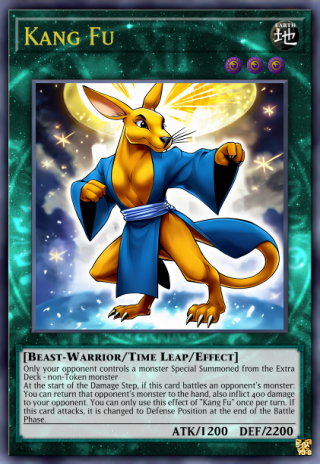 Kang Fu
EARTH
地
[Beast-Warrior/Time Leap/Effect]
Only your opponent controls a monster Special Summoned from the Extra
Deck - non-Token monster
At the start of the Damage Step, if this card battles an opponent's monster:
You can return that opponent's monster to the hand, also inflict 400 damage
to your opponent. You can only use this effect of "Kang Fu" once per turn. If
this card attacks, it is changed to Defense Position at the end of the Battle
Phase.
ATK/1200 DEF/2200